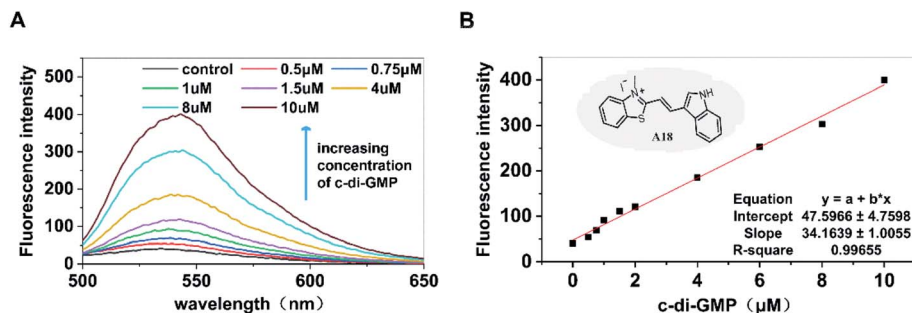 A
Fluorescence intensity
500
400
300
200
100
0
control 0.5μM 0.75μM
1uM 1.5uM 4uM
8uM 10uM
increasing
concentration
of c-di-GMP
500 550 600 650
wavelength（nm）
B
Fluorescence intensity
400
300
200
100
0
I-
N+
NH
S
A18
Equation y = a + b*x
Intercept 47.5966 ± 4.7598
Slope 34.1639 ± 1.0055
R-square 0.99655
0 2 4 6 8 10
c-di-GMP （μM）